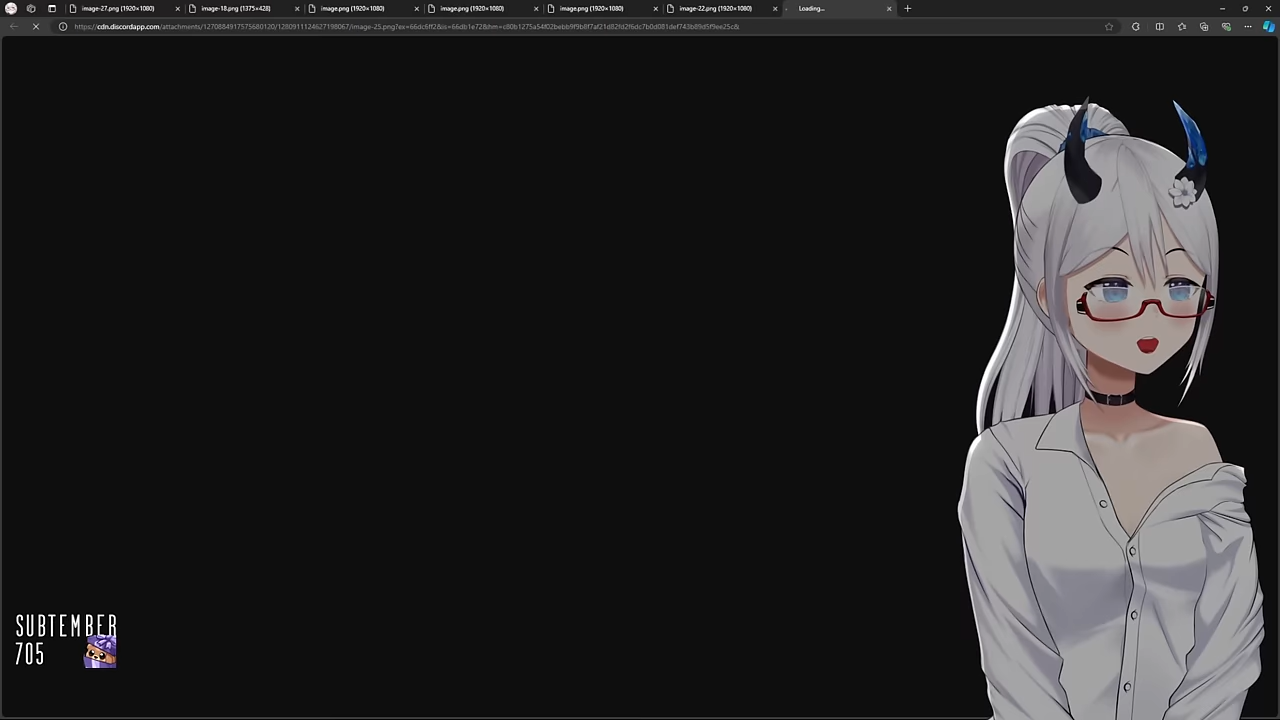 image-27.png (1920×1080)
image-18.png (1375×428)
image.png (1920×1080)
image.png (1920×1080)
image.png (1920×1080)
image-22.png (1920×1080)
Loading...
SUBTEMBER
705